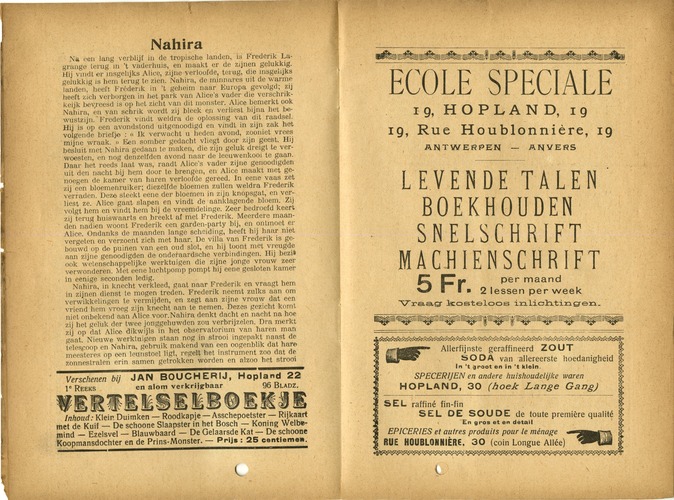 Nahira
Na een lang verblijf in de tropische landen, is Frederik La-
grange terug in 't vaderhuis, en maakt er de zijnen gelukkig.
Hij vindt er insgelijks Alice, zijne verloofde, terug, die insgelijks
gelukkig is hem terug te zien. Nahira, de minnares uit de warme
landen, heeft Fréderik in 't geheim naar Europa gevolgd; zij
heeft zich verborgen in het park van Alice's vader die verschrik-
kelijk bevreesd is op het zicht van dit monster. Alice bemerkt ook
Nahira, en van schrik wordt zij bleek en verliest bijna het be-
wustzijn. Frederik vindt weldra de oplossing van dit raadsel.
Hij is op een avondstond uitgenoodigd en vindt in zijn zak het
volgende briefje : « Ik verwacht u heden avond, zooniet vrees
mijne wraak. » Een somber gedacht vliegt door zijn geest. Hij
besluit met Nahira gedaan te maken, die zijn geluk dreigt te ver-
woesten, en nog denzelfden avond naar de leeuwenkooi te gaan.
Daar het reeds laat was, raadt Alice's vader zijne genoodigden
uit den nacht bij hem door te brengen, en Alice maakt met ge-
noegen de kamer van haren verloofde gereed. In eene vaas zet
zij een bloemenruiker; diezelfde bloemen zullen weldra Frederik
verraden. Deze steekt eene der bloemen in zijn knopsgat, en ver-
liest ze. Alice gaat slapen en vindt de aanklagende bloem. Zij
volgt hem en vindt hem bij de vreemdelinge. Zeer bedroefd keert
zij terug huiswaarts en breekt af met Frederik. Meerdere maan-
den nadien woont Frederik een garden-party bij, en ontmoet er
Alice. Ondanks de maanden lange scheiding, heeft hij haar niet
vergeten en verzoent zich met haar. De villa van Frederik is ge-
bouwd op de puinen van een oud slot, en hij toont met vreugde
aan zijne genoodigden de onderaardsche verbindingen. Hij bezit
ook wetenschappelijke werktuigen die zijne jonge vrouw zeer
verwonderen. Met eene luchtpomp pompt hij eene gesloten kamer
in eenige seconden ledig.
Nahira, in knecht verkleed, gaat naar Frederik en vraagt hem
in zijnen dienst te mogen treden. Frederik neemt zulks aan om
verwikkelingen te vermijden, en zegt aan zijne vrouw dat een
vriend hem vroeg zijn knecht aan te nemen. Dezes gezicht komt
niet onbekend aan Alice voor. Nahira denkt dacht en nacht na hoe
zij het geluk der twee jonggehuwden zou verbrijzelen. Dra merkt
zij op dat Alice dikwijls in het observatorium van haren man
gaat. Nieuwe werktuigen staan nog in strooi ingepakt naast de
telescoop en Nahira, gebruik makend van een oogenblik dat hare
meesteres op een leunstoel ligt, regelt het instrument zoo dat de
zonnestralen erin samen getrokken worden en alzoo het strooi
Verschenen bij JAN BOUCHERIJ, Hopland 22
1e REEKS en alom verkrijgbaar 96 BLADZ.
VERTELSELBOEKJE
Inhoud: Klein Duimken — Roodkapje — Asschepoetster — Rijkaart
met de Kuif — De schoone Slaapster in het Bosch — Koning Welbe-
mind — Ezelsvel — Blauwbaard — De Gelaarsde Kat — De schoone
Koopmansdochter en de Prins-Monster. — Prijs : 25 centiemen.
ECOLE SPECIALE
19, HOPLAND, 19
19, Rue Houblonnière, 19
ANTWERPEN — ANVERS
LEVENDE TALEN
BOEKHOUDEN
SNELSCHRIFT
MACHIENSCHRIFT
5 Fr. per maand
2 lessen per week
Vraag kosteloos inlichtingen.
Allerfijnste geraffineerd ZOUT
SODA van allereerste hoedanigheid
In 't groot en in 't klein.
SPECERIJEN en andere huishoudelijke waren
HOPLAND, 30 (hoek Lange Gang)
SEL raffiné fin-fin
SEL DE SOUDE de toute première qualité
En gros et en détail
EPICERIES et autres produits pour le ménage
RUE HOUBLONNIÈRE, 30 (coin Longue Allée)